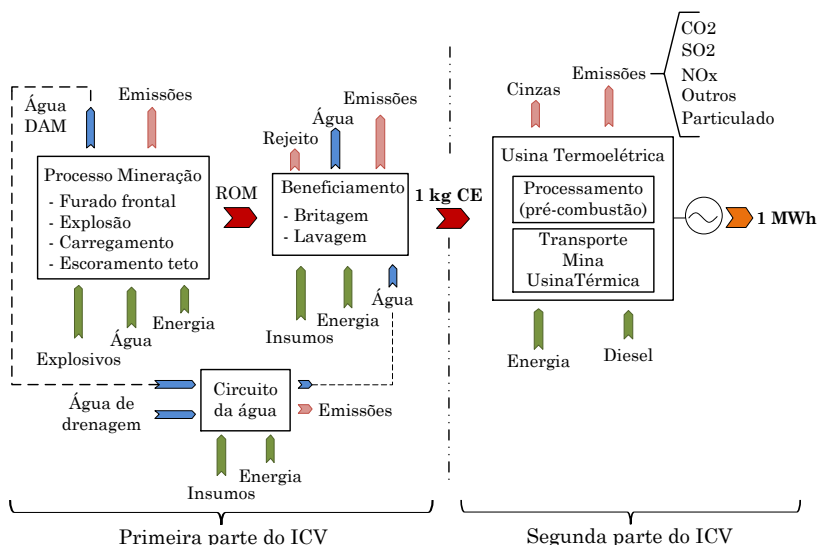 CO2
SO2
NOx
Outros
Particulado
Emissões
Cinzas
Água
DAM
Emissões
Emissões
Água
Rejeito
Processo Mineração
- Furado frontal
- Explosão
- Carregamento
- Escoramento teto
ROM
Beneficiamento
- Britagem
- Lavagem
1 kg CE
Usina Termoelétrica
Processamento
(pré-combustão)
Transporte
Mina
UsinaTérmica
1 MWh
Explosivos
Água
Energia
Insumos
Energia
Água
Energia
Diesel
Água de
drenagem
Circuito
da água
Emissões
Insumos
Energia
Primeira parte do ICV
Segunda parte do ICV